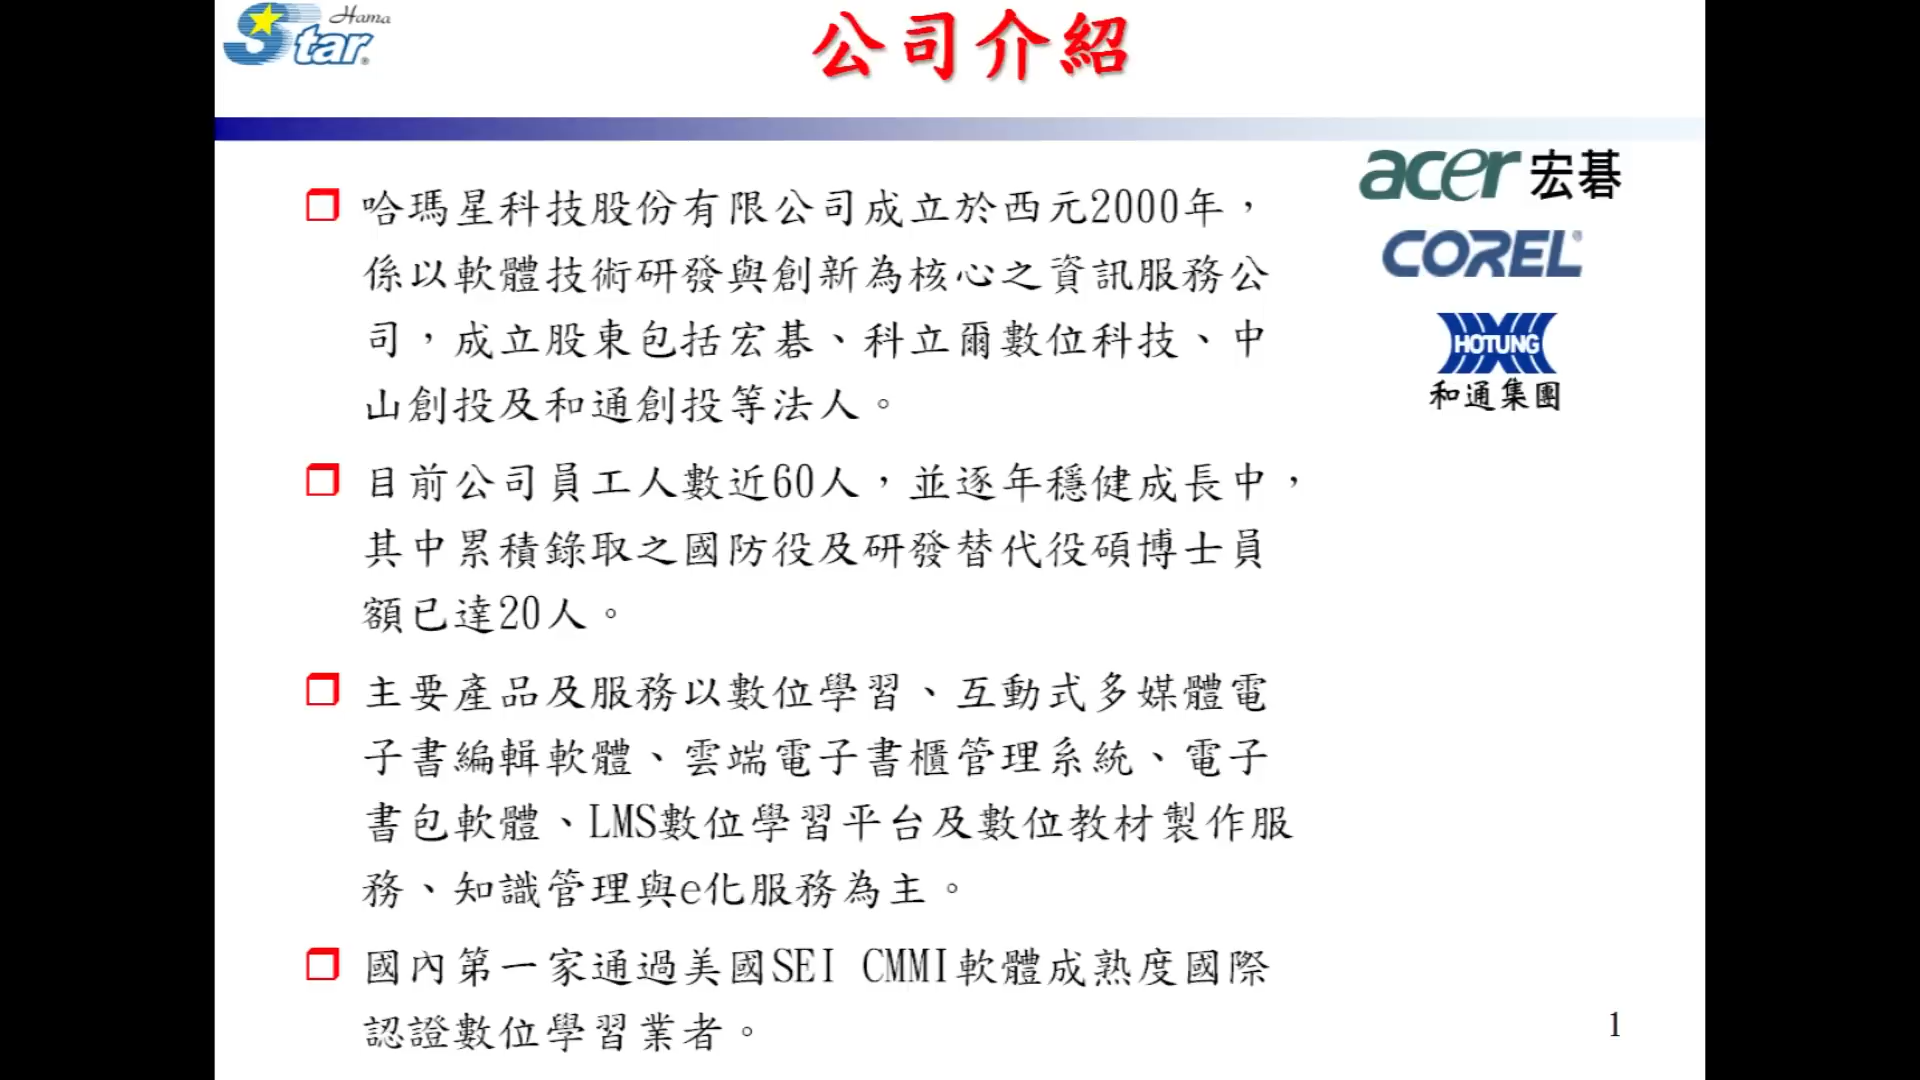 Hama
Star®
公司介紹
哈瑪星科技股份有限公司成立於西元2000年，
係以軟體技術研發與創新為核心之資訊服務公
司，成立股東包括宏碁、科立爾數位科技、中
山創投及和通創投等法人。
目前公司員工人數近60人，並逐年穩健成長中，
其中累積錄取之國防役及研發替代役碩博士員
額已達20人。
主要產品及服務以數位學習、互動式多媒體電
子書編輯軟體、雲端電子書櫃管理系統、電子
書包軟體、LMS數位學習平台及數位教材製作服
務、知識管理與e化服務為主。
國內第一家通過美國SEI CMMI軟體成熟度國際
認證數位學習業者。
acer 宏碁
COREL®
HOTUNG
和通集團
1